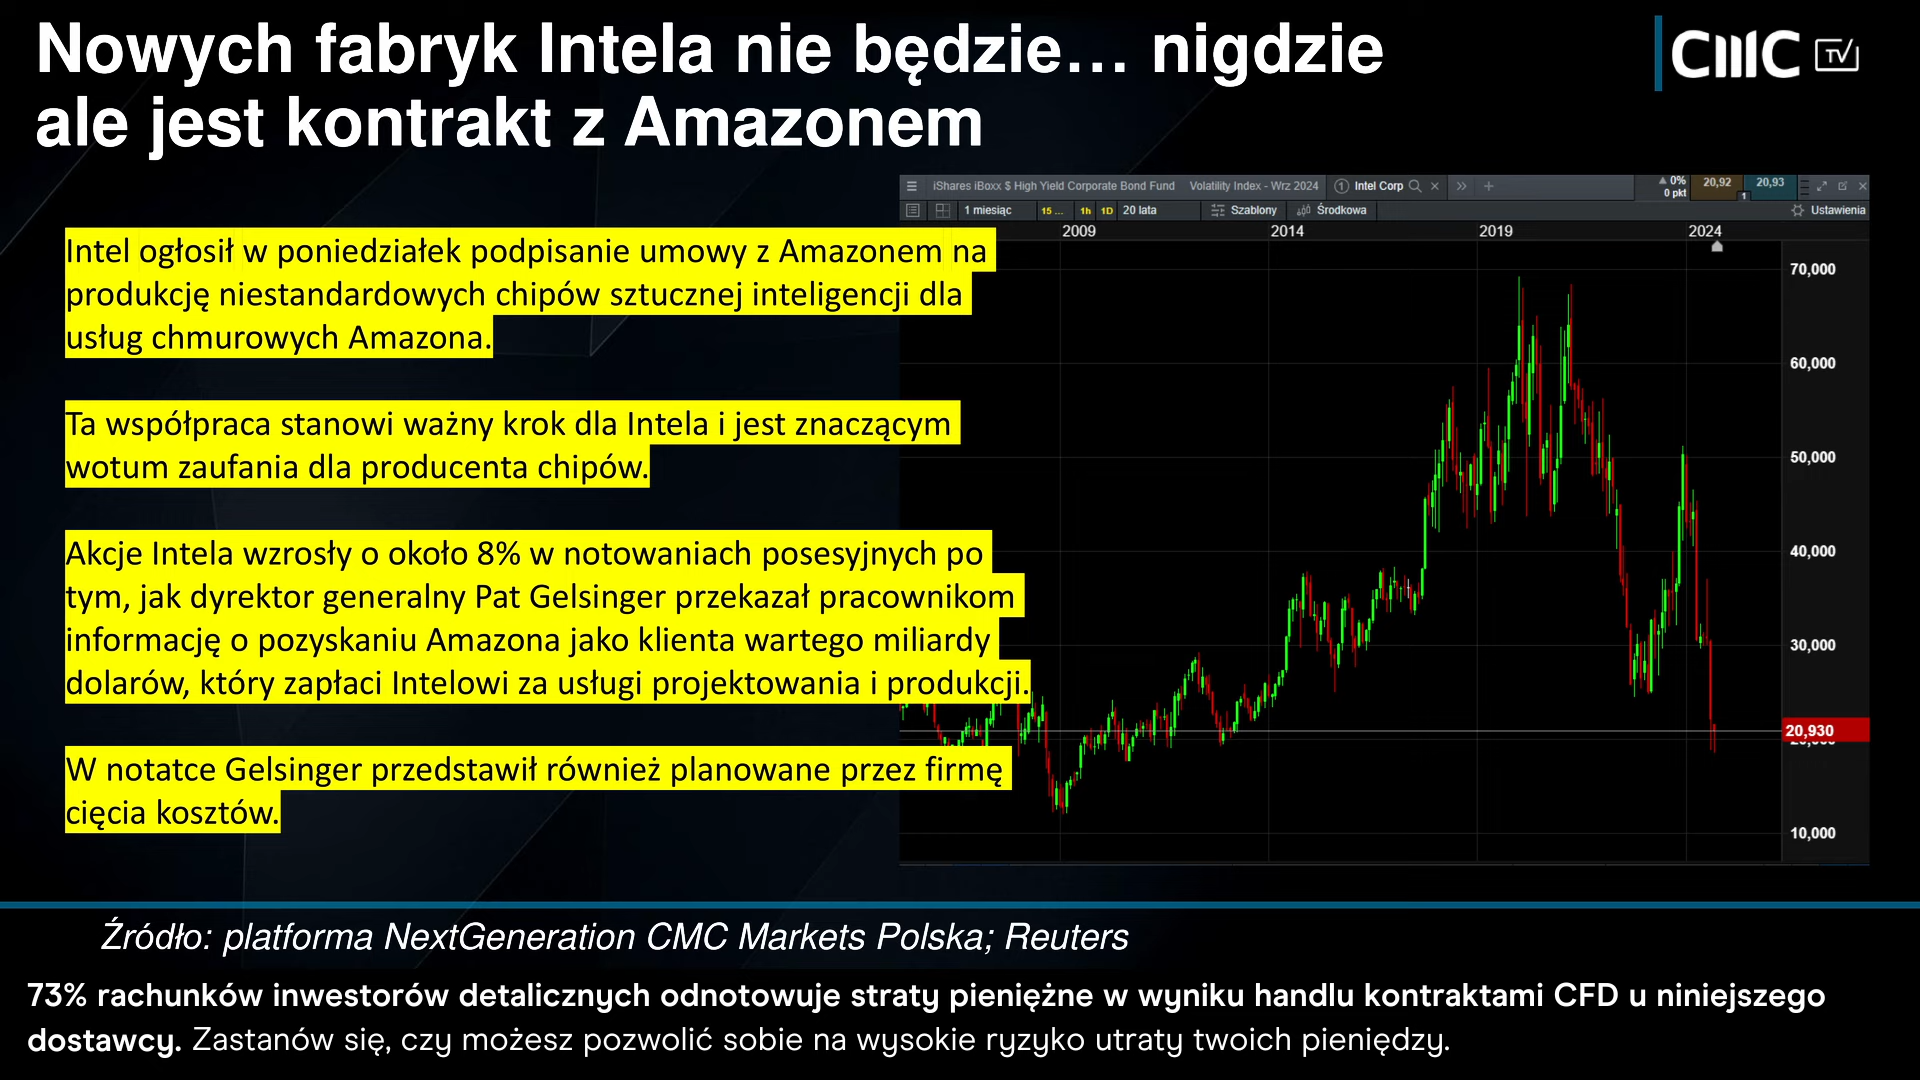 Nowych fabryk Intela nie będzie… nigdzie
ale jest kontrakt z Amazonem
CMC TV
iShares iBoxx $ High Yield Corporate Bond Fund Volatility Index - Wrz 2024 1 Intel Corp 0% 20,92 20,93
0 pkt 1
1 miesiąc 15 ... 1h 1D 20 lata Szablony Środkowa Ustawienia
2009 2014 2019 2024
70,000
60,000
50,000
40,000
30,000
20,930
20,000
10,000
Intel ogłosił w poniedziałek podpisanie umowy z Amazonem na
produkcję niestandardowych chipów sztucznej inteligencji dla
usług chmurowych Amazona.
Ta współpraca stanowi ważny krok dla Intela i jest znaczącym
wotum zaufania dla producenta chipów.
Akcje Intela wzrosły o około 8% w notowaniach posesyjnych po
tym, jak dyrektor generalny Pat Gelsinger przekazał pracownikom
informację o pozyskaniu Amazona jako klienta wartego miliardy
dolarów, który zapłaci Intelowi za usługi projektowania i produkcji.
W notatce Gelsinger przedstawił również planowane przez firmę
cięcia kosztów.
Źródło: platforma NextGeneration CMC Markets Polska; Reuters
73% rachunków inwestorów detalicznych odnotowuje straty pieniężne w wyniku handlu kontraktami CFD u niniejszego
dostawcy. Zastanów się, czy możesz pozwolić sobie na wysokie ryzyko utraty twoich pieniędzy.